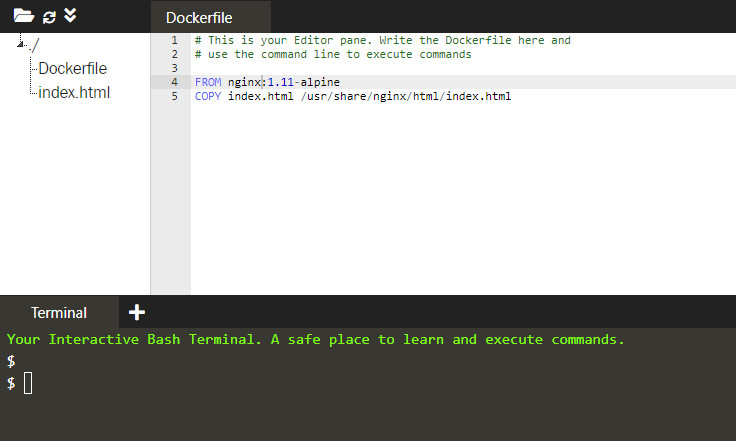 Dockerfile
./
Dockerfile
index.html
1 # This is your Editor pane. Write the Dockerfile here and
2 # use the command line to execute commands
3
4 FROM nginx:1.11-alpine
5 COPY index.html /usr/share/nginx/html/index.html
Terminal
Your Interactive Bash Terminal. A safe place to learn and execute commands.
$
$